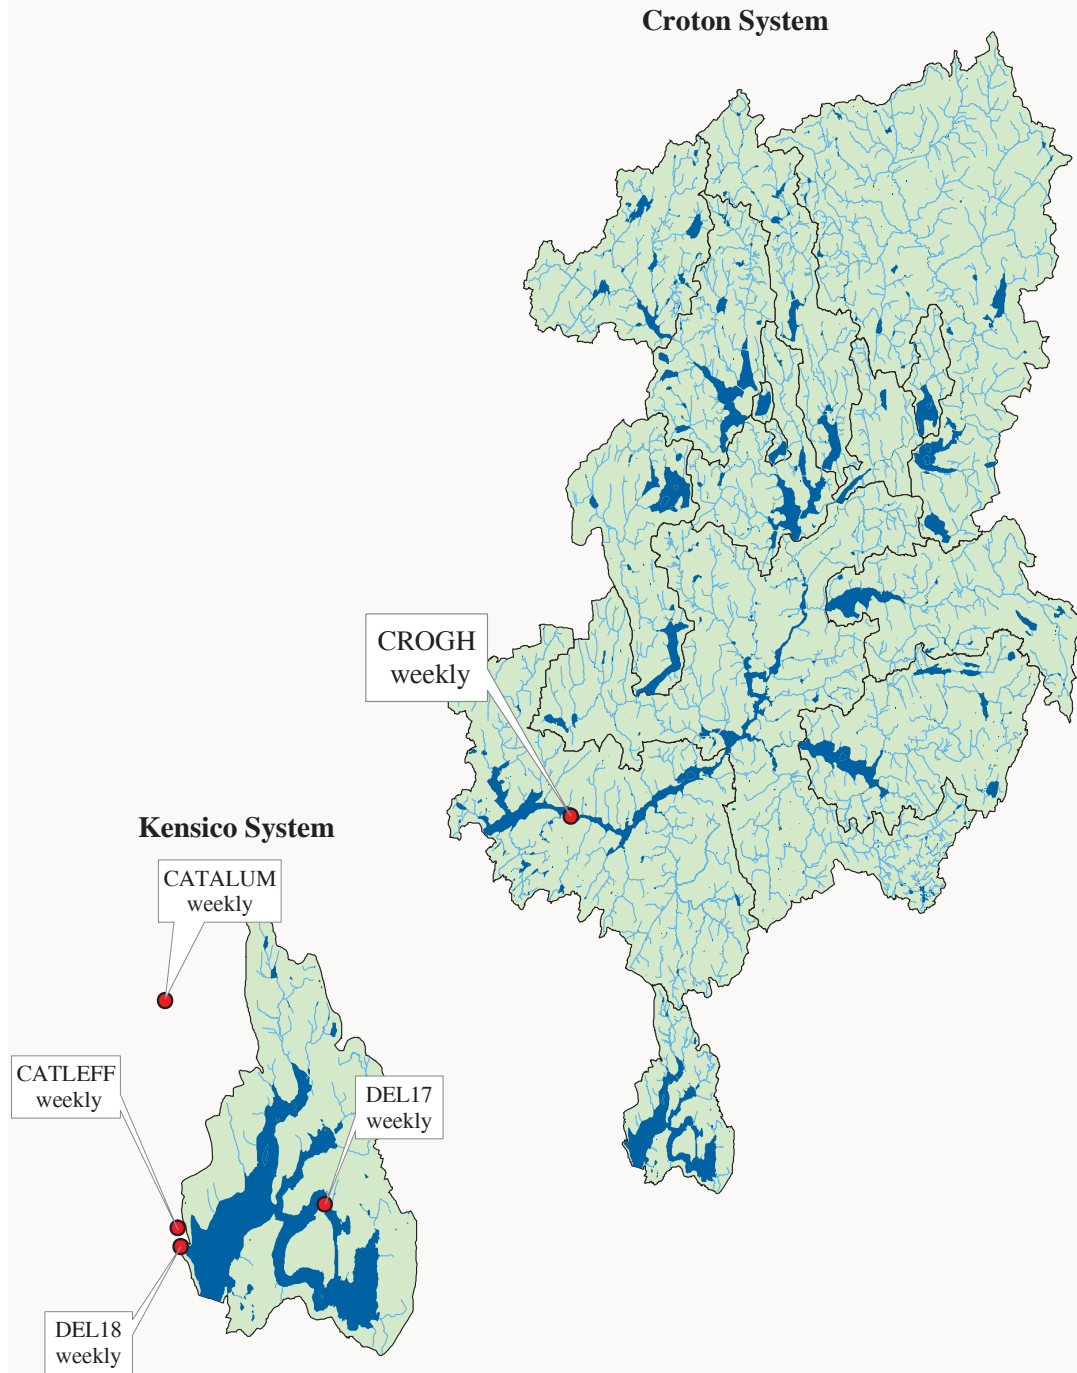 Croton System
CROGH
weekly
Kensico System
CATALUM
weekly
CATLEFF
weekly
DEL17
weekly
DEL18
weekly